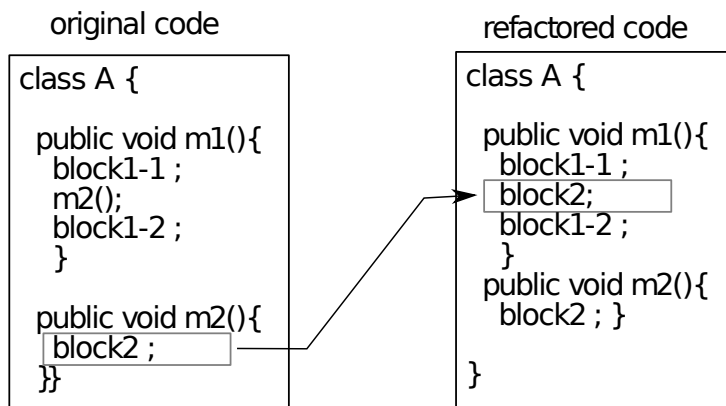 original code
class A {
public void m1(){
block1-1 ;
m2();
block1-2 ;
}
public void m2(){
block2 ;
}}
refactored code
class A {
public void m1(){
block1-1 ;
block2;
block1-2 ;
}
public void m2(){
block2 ; }
}